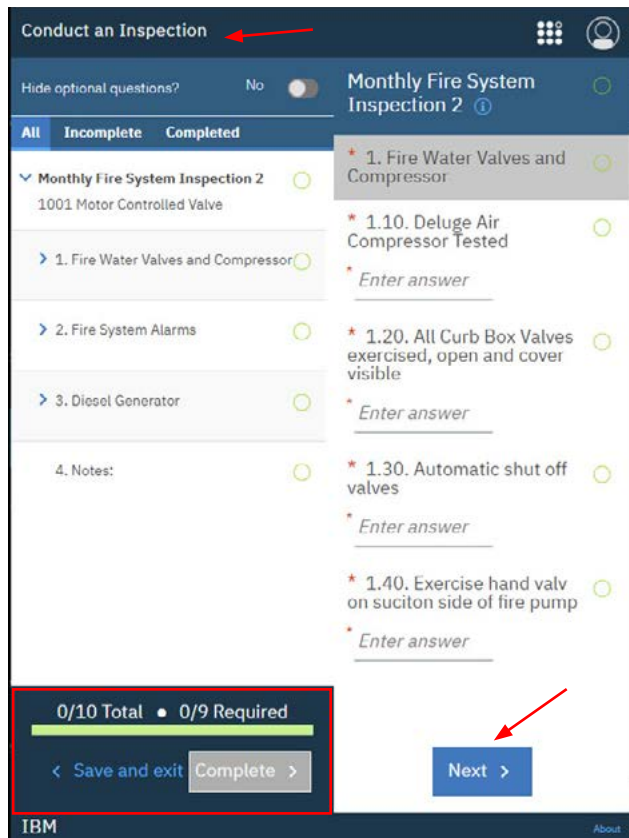 Conduct an Inspection
Hide optional questions? No
All Incomplete Completed
Monthly Fire System Inspection 2
1001 Motor Controlled Valve
1. Fire Water Valves and Compressor
2. Fire System Alarms
3. Diesel Generator
4. Notes:
0/10 Total ● 0/9 Required
< Save and exit
Complete >
Monthly Fire System
Inspection 2
* 1. Fire Water Valves and
Compressor
* 1.10. Deluge Air
Compressor Tested
* Enter answer
* 1.20. All Curb Box Valves
exercised, open and cover
visible
* Enter answer
* 1.30. Automatic shut off
valves
* Enter answer
* 1.40. Exercise hand valv
on suciton side of fire pump
* Enter answer
Next >
IBM
About